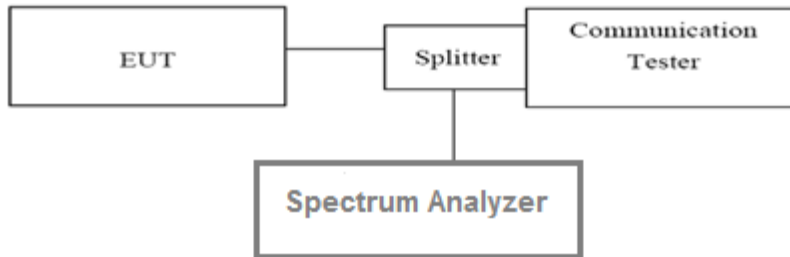 EUT
Splitter
Communication
Tester
Spectrum Analyzer